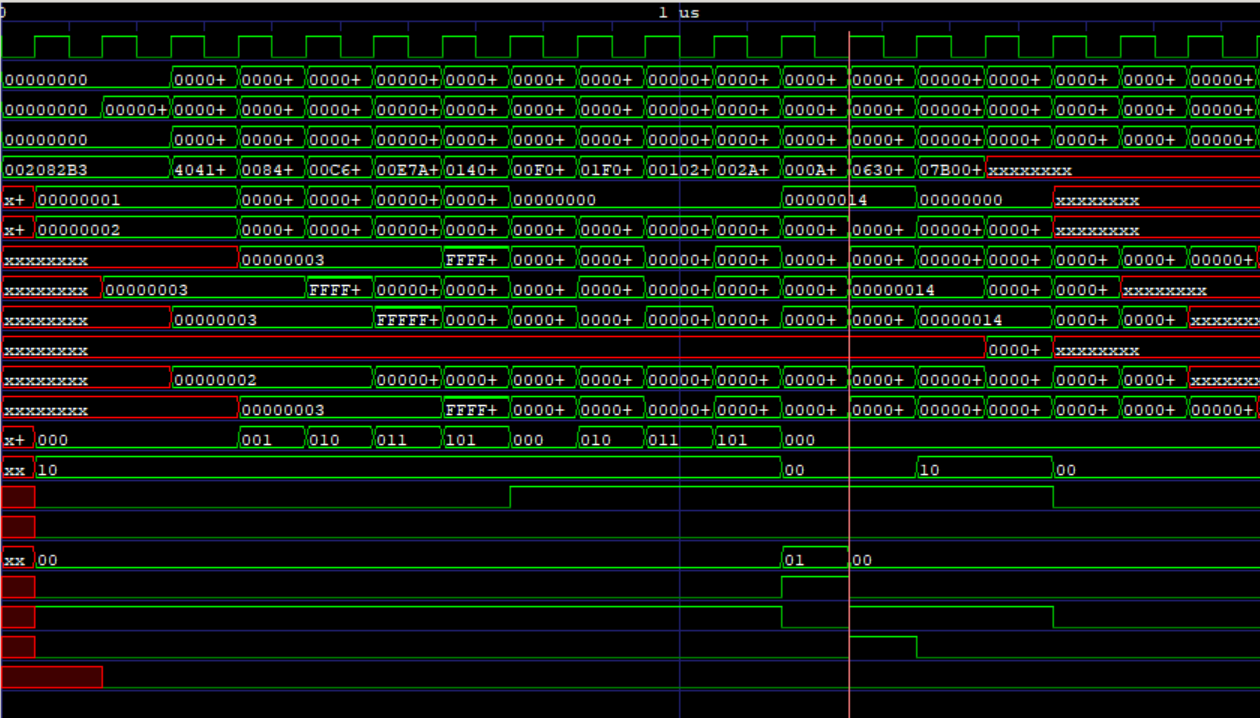 0 1 us
00000000 0000+ 0000+ 0000+ 00000+ 0000+ 0000+ 0000+ 00000+ 0000+ 0000+ 0000+ 00000+ 0000+ 0000+ 0000+ 00000+
00000000 00000+ 0000+ 0000+ 0000+ 00000+ 0000+ 0000+ 0000+ 00000+ 0000+ 0000+ 0000+ 00000+ 0000+ 0000+ 0000+ 00000+
00000000 0000+ 0000+ 0000+ 00000+ 0000+ 0000+ 0000+ 00000+ 0000+ 0000+ 0000+ 00000+ 0000+ 0000+ 0000+ 00000+
002082B3 4041+ 0084+ 00C6+ 00E7A+ 0140+ 00F0+ 01F0+ 00102+ 002A+ 000A+ 0630+ 07B00+ xxxxxxxx
x+ 00000001 0000+ 0000+ 00000+ 0000+ 00000000 00000014 00000000 xxxxxxxx
x+ 00000002 0000+ 0000+ 00000+ 0000+ 0000+ 0000+ 00000+ 0000+ 0000+ 0000+ 00000+ 0000+ xxxxxxxx
xxxxxxxx 00000003 FFFF+ 0000+ 0000+ 00000+ 0000+ 0000+ 0000+ 00000+ 0000+ 0000+ 0000+ 00000+
xxxxxxxx 00000003 FFFF+ 00000+ 0000+ 0000+ 0000+ 00000+ 0000+ 0000+ 00000014 0000+ 0000+ xxxxxxxx
xxxxxxxx 00000003 FFFFF+ 0000+ 0000+ 0000+ 00000+ 0000+ 0000+ 0000+ 00000014 0000+ 0000+ xxxxxxx
xxxxxxxx 0000+ xxxxxxxx
xxxxxxxx 00000002 00000+ 0000+ 0000+ 0000+ 00000+ 0000+ 0000+ 0000+ 00000+ 0000+ 0000+ 0000+ xxxxxxx
xxxxxxxx 00000003 FFFF+ 0000+ 0000+ 00000+ 0000+ 0000+ 0000+ 00000+ 0000+ 0000+ 0000+ 00000+
x+ 000 001 010 011 101 000 010 011 101 000
xx 10 00 10 00
xx 00 01 00